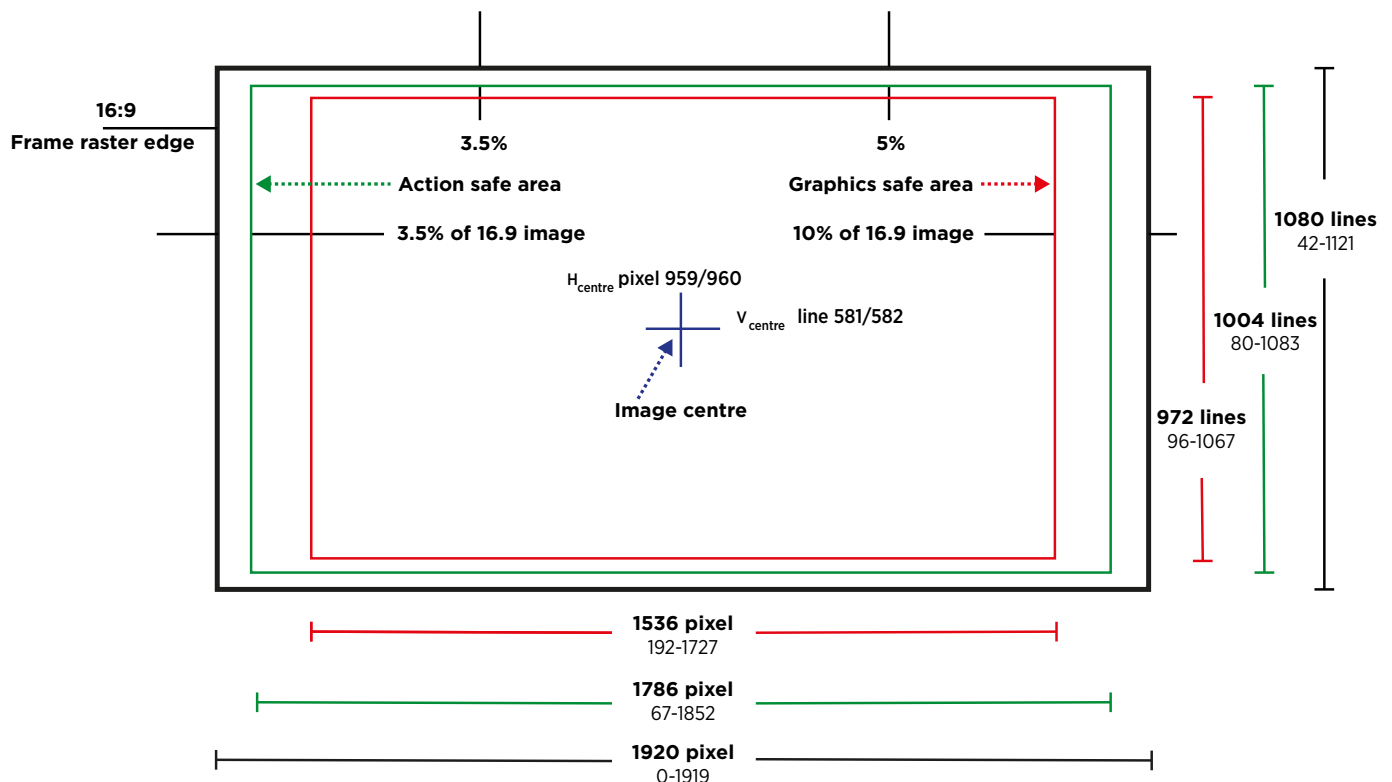 16:9
Frame raster edge
3.5%
5%
Action safe area
Graphics safe area
3.5% of 16.9 image
10% of 16.9 image
1080 lines
42-1121
Hcentre pixel 959/960
Vcentre line 581/582
1004 lines
80-1083
Image centre
972 lines
96-1067
1536 pixel
192-1727
1786 pixel
67-1852
1920 pixel
0-1919